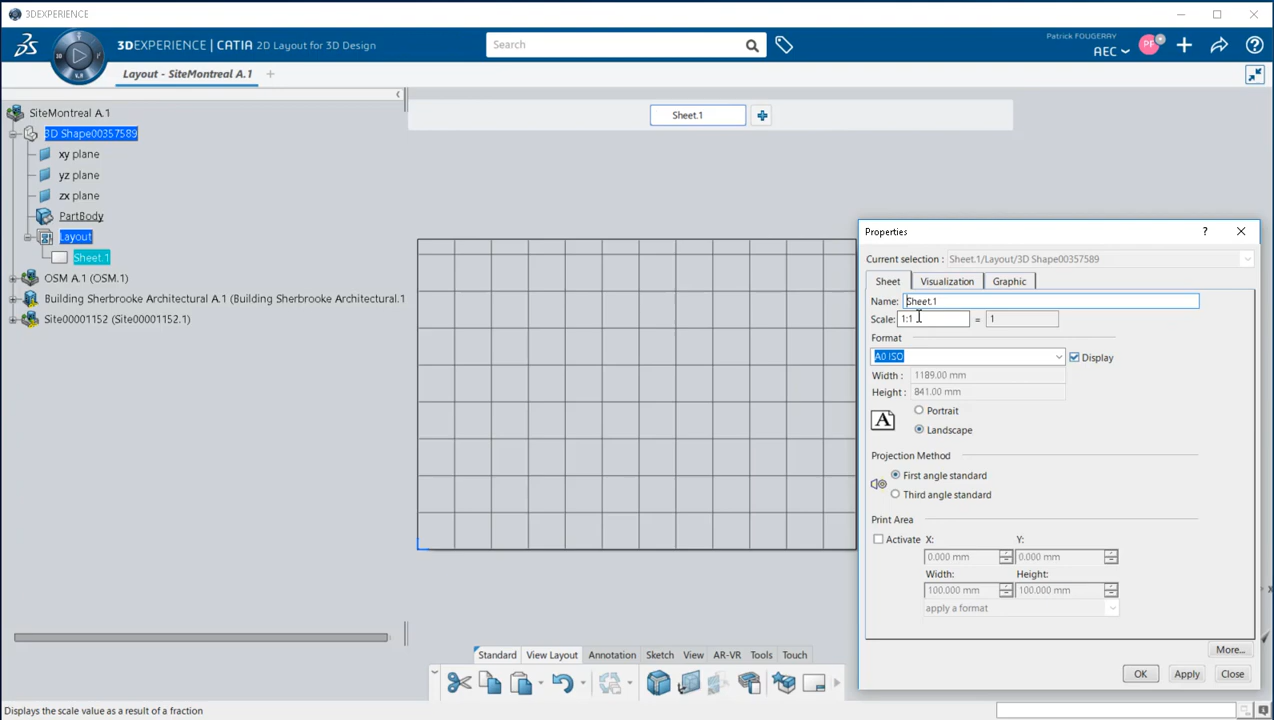 3DEXPERIENCE
3DEXPERIENCE | CATIA 2D Layout for 3D Design
Search
Patrick FOUGERAY
AEC
PF
Layout - SiteMontreal A.1
SiteMontreal A.1
3D Shape00357589
xy plane
yz plane
zx plane
PartBody
Layout
Sheet.1
OSM A.1 (OSM.1)
Building Sherbrooke Architectural A.1 (Building Sherbrooke Architectural.1
Site00001152 (Site00001152.1)
Sheet.1
Properties
Current selection : Sheet.1/Layout/3D Shape00357589
Sheet Visualization Graphic
Name: Sheet.1
Scale: 1:1 = 1
Format
A0 ISO Display
Width : 1189.00 mm
Height : 841.00 mm
Portrait
Landscape
Projection Method
First angle standard
Third angle standard
Print Area
Activate X: Y:
0.000 mm 0.000 mm
Width: Height:
100.000 mm 100.000 mm
apply a format
More...
OK Apply Close
Standard View Layout Annotation Sketch View AR-VR Tools Touch
Displays the scale value as a result of a fraction